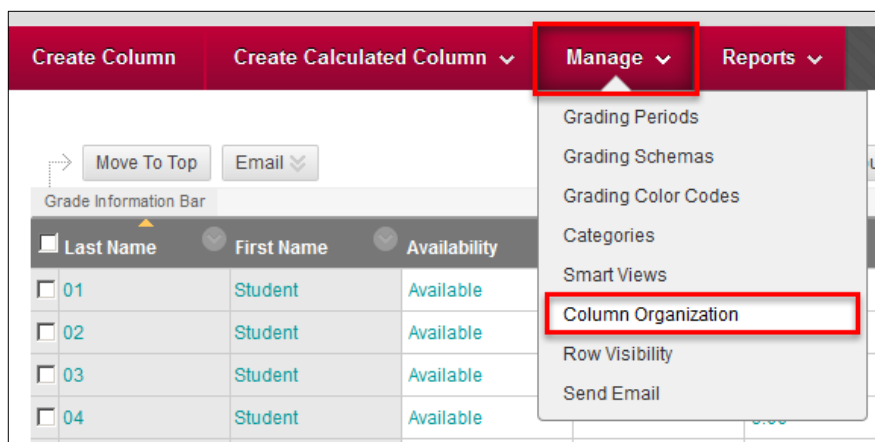 Create Column Create Calculated Column Manage Reports
Grading Periods
Move To Top Email Grading Schemas
Grade Information Bar Grading Color Codes
Last Name First Name Availability Categories
01 Student Available Smart Views
02 Student Available Column Organization
03 Student Available Row Visibility
04 Student Available Send Email